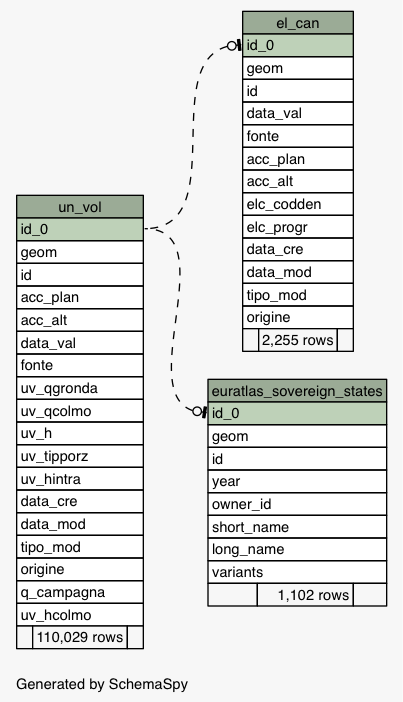 el_can
id_0
geom
id
data_val
fonte
acc_plan
acc_alt
elc_codden
elc_progr
data_cre
data_mod
tipo_mod
origine
2,255 rows
un_vol
id_0
geom
id
acc_plan
acc_alt
data_val
fonte
uv_qgronda
uv_qcolmo
uv_h
uv_tipporz
uv_hintra
data_cre
data_mod
tipo_mod
origine
q_campagna
uv_hcolmo
110,029 rows
euratlas_sovereign_states
id_0
geom
id
year
owner_id
short_name
long_name
variants
1,102 rows
Generated by SchemaSpy